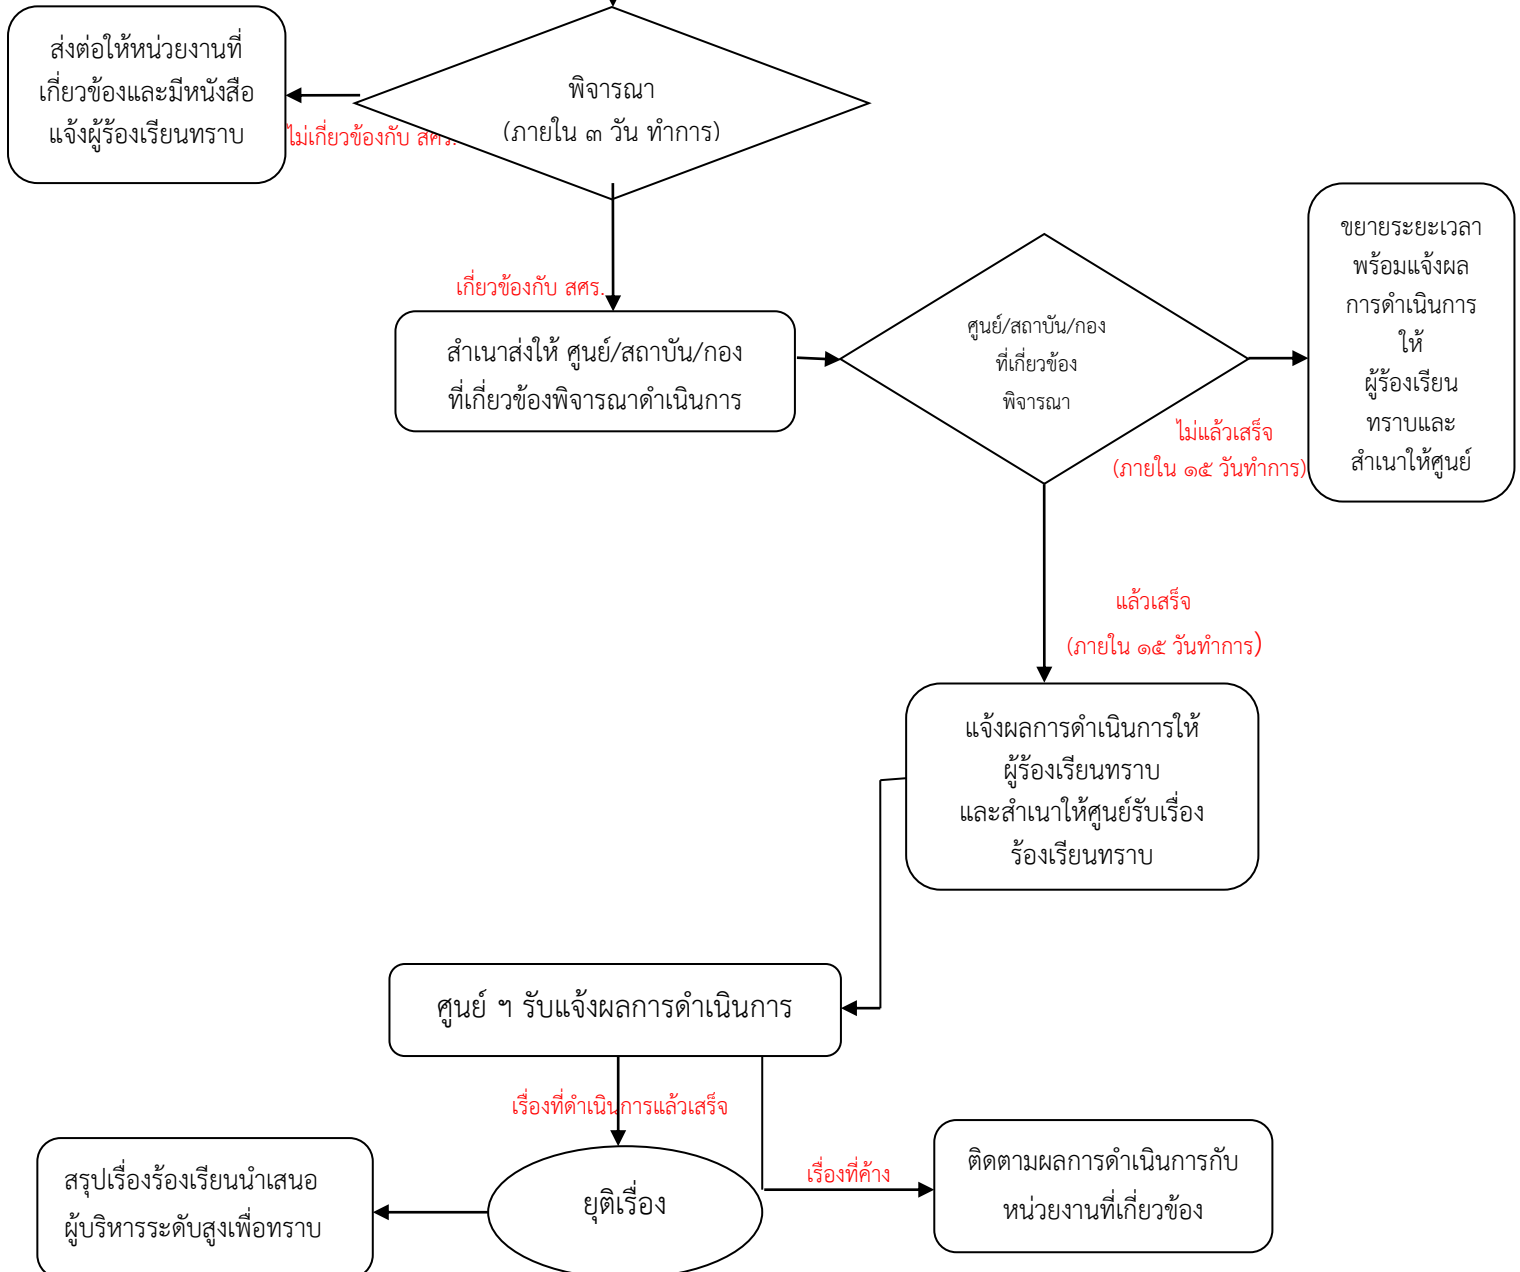 ส่งต่อให้หน่วยงานที่
เกี่ยวข้องและมีหนังสือ
แจ้งผู้ร้องเรียนทราบ
พิจารณา
(ภายใน ๓ วัน ทำการ)
ไม่เกี่ยวข้องกับ สศร.
เกี่ยวข้องกับ สศร.
สำเนาส่งให้ ศูนย์/สถาบัน/กอง
ที่เกี่ยวข้องพิจารณาดำเนินการ
ศูนย์/สถาบัน/กอง
ที่เกี่ยวข้อง
พิจารณา
ไม่แล้วเสร็จ
(ภายใน ๑๕ วันทำการ)
ขยายระยะเวลา
พร้อมแจ้งผล
การดำเนินการ
ให้
ผู้ร้องเรียน
ทราบและ
สำเนาให้ศูนย์
แล้วเสร็จ
(ภายใน ๑๕ วันทำการ)
แจ้งผลการดำเนินการให้
ผู้ร้องเรียนทราบ
และสำเนาให้ศูนย์รับเรื่อง
ร้องเรียนทราบ
ศูนย์ ฯ รับแจ้งผลการดำเนินการ
เรื่องที่ดำเนินการแล้วเสร็จ
สรุปเรื่องร้องเรียนนำเสนอ
ผู้บริหารระดับสูงเพื่อทราบ
ยุติเรื่อง
เรื่องที่ค้าง
ติดตามผลการดำเนินการกับ
หน่วยงานที่เกี่ยวข้อง